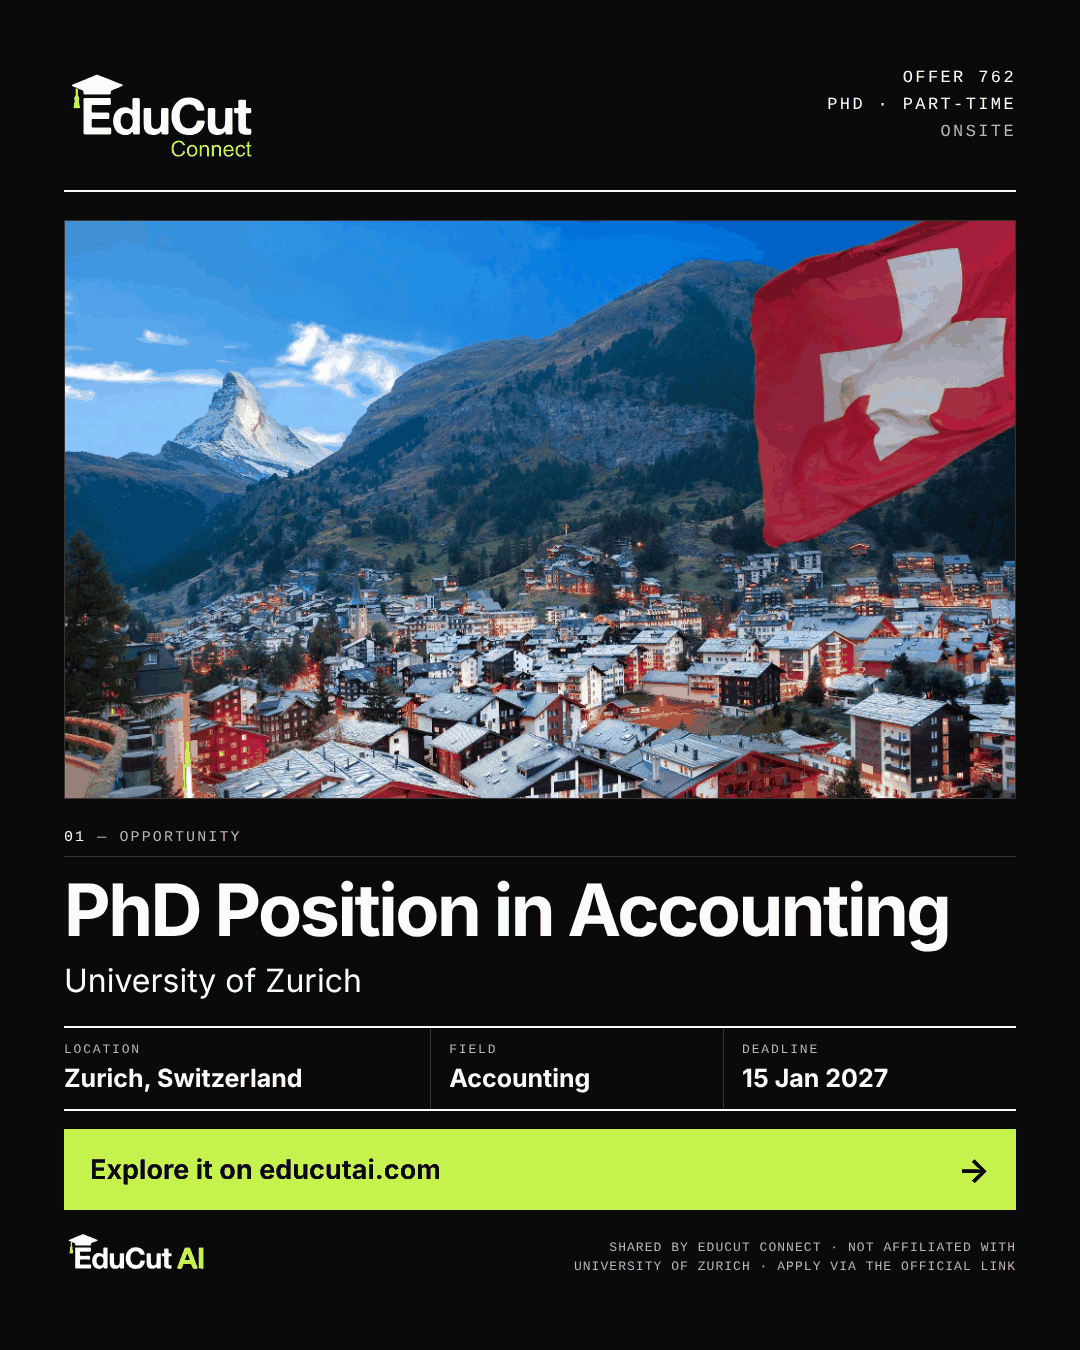 EduCut
Connect
OFFER 762
PHD · PART-TIME
ONSITE
01 — OPPORTUNITY
PhD Position in Accounting
University of Zurich
LOCATION
Zurich, Switzerland
FIELD
Accounting
DEADLINE
15 Jan 2027
Explore it on educutai.com →
EduCut AI
SHARED BY EDUCUT CONNECT · NOT AFFILIATED WITH
UNIVERSITY OF ZURICH · APPLY VIA THE OFFICIAL LINK